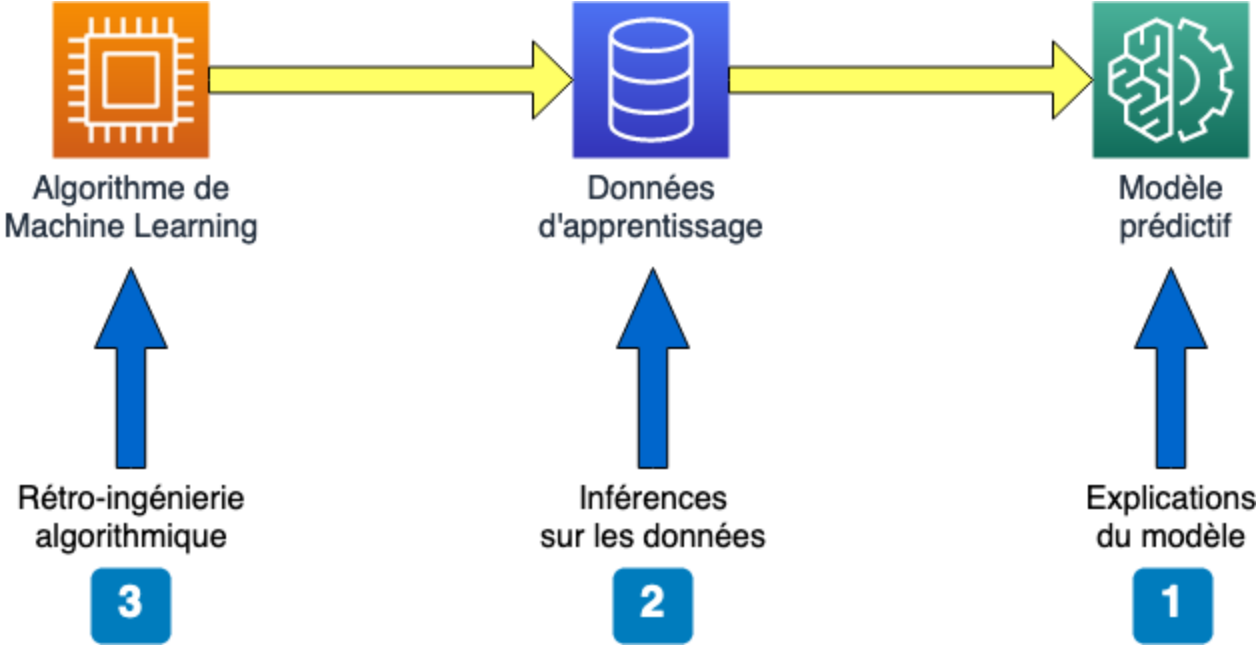 Algorithme de
Machine Learning
Données
d'apprentissage
Modèle
prédictif
Rétro-ingénierie
algorithmique
Inférences
sur les données
Explications
du modèle
3
2
1